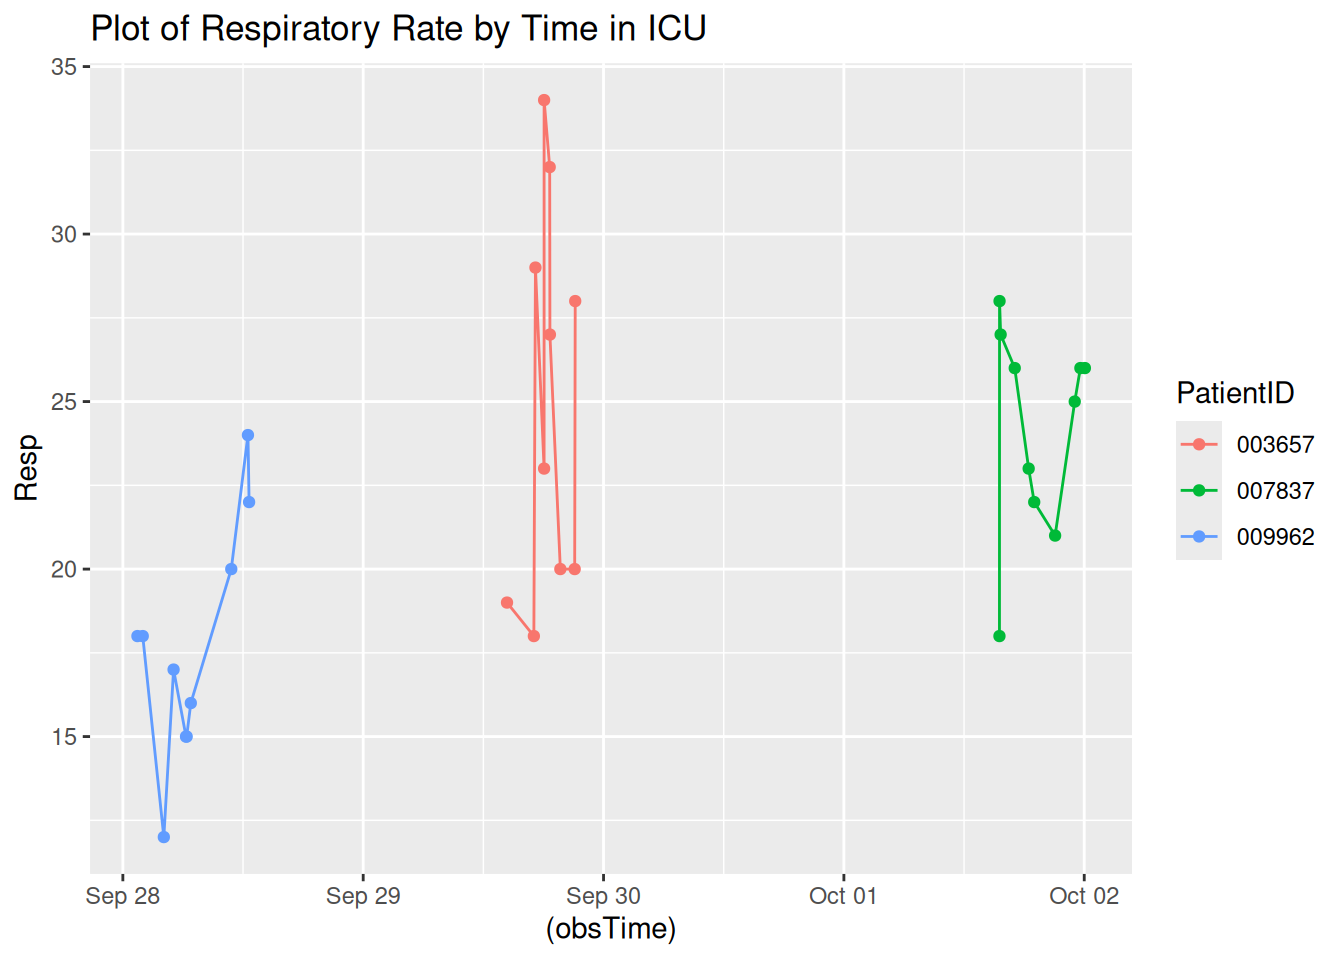 Plot of Respiratory Rate by Time in ICU
35
30
25
20
15
Resp
Sep 28
Sep 29
Sep 30
Oct 01
Oct 02
(obsTime)
PatientID
003657
007837
009962